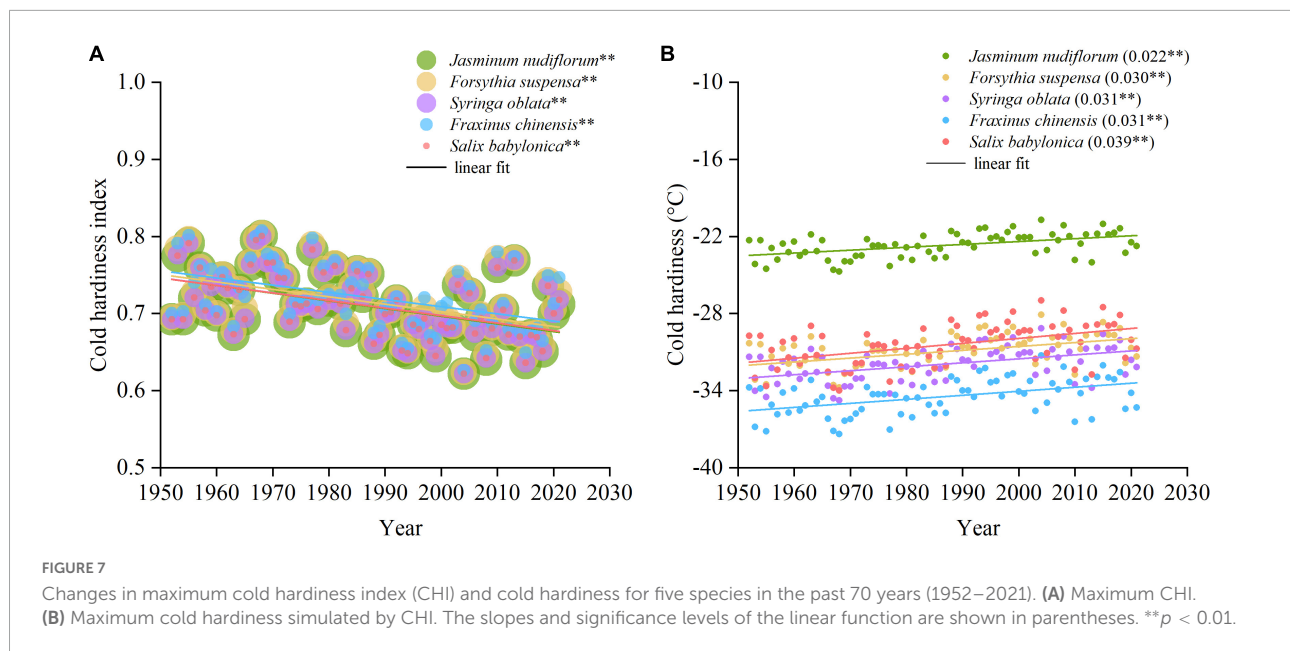 A
Jasminum nudiflorum**
Forsythia suspensa**
Syringa oblata**
Fraxinus chinensis**
Salix babylonica**
linear fit
1.0
0.9
0.8
0.7
0.6
0.5
Cold hardiness index
1950 1960 1970 1980 1990 2000 2010 2020 2030
Year
B
Jasminum nudiflorum (0.022**)
Forsythia suspensa (0.030**)
Syringa oblata (0.031**)
Fraxinus chinensis (0.031**)
Salix babylonica (0.039**)
linear fit
-10
-16
-22
-28
-34
-40
Cold hardiness (°C)
1950 1960 1970 1980 1990 2000 2010 2020 2030
Year
FIGURE 7
Changes in maximum cold hardiness index (CHI) and cold hardiness for five species in the past 70 years (1952–2021). (A) Maximum CHI.
(B) Maximum cold hardiness simulated by CHI. The slopes and significance levels of the linear function are shown in parentheses. **p < 0.01.